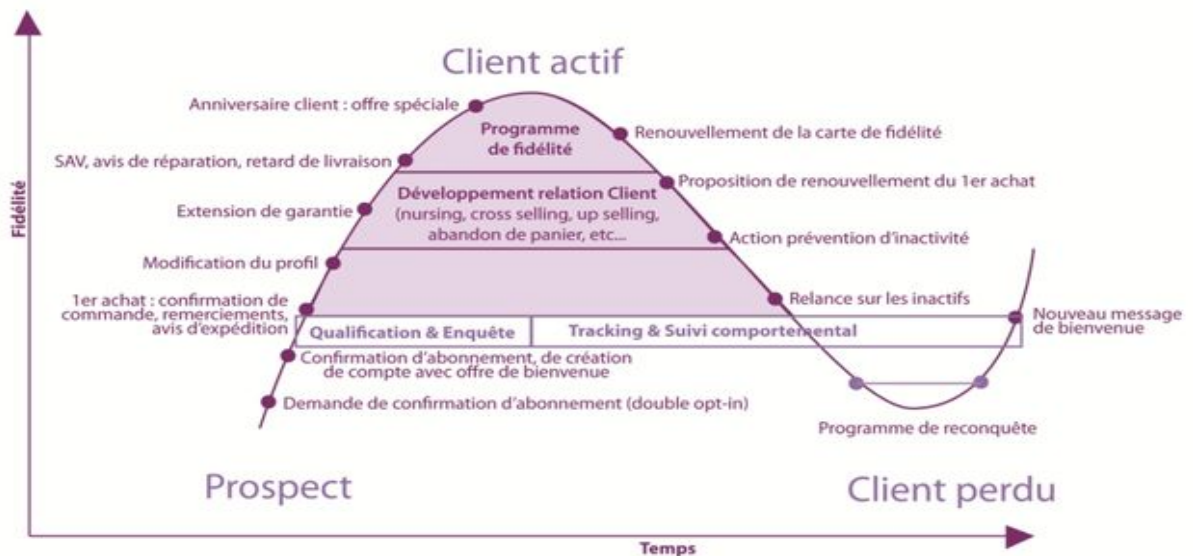 Client actif
Anniversaire client : offre spéciale
Programme
de fidélité
Renouvellement de la carte de fidélité
SAV, avis de réparation, retard de livraison
Développement relation Client
(nursing, cross selling, up selling,
abandon de panier, etc...
Proposition de renouvellement du 1er achat
Extension de garantie
Action prévention d'inactivité
Modification du profil
1er achat : confirmation de
commande, remerciements,
avis d'expédition
Relance sur les inactifs
Nouveau message
de bienvenue
Qualification & Enquête
Tracking & Suivi comportemental
Confirmation d'abonnement, de création
de compte avec offre de bienvenue
Demande de confirmation d'abonnement (double opt-in)
Programme de reconquête
Prospect
Client perdu
Fidélité
Temps